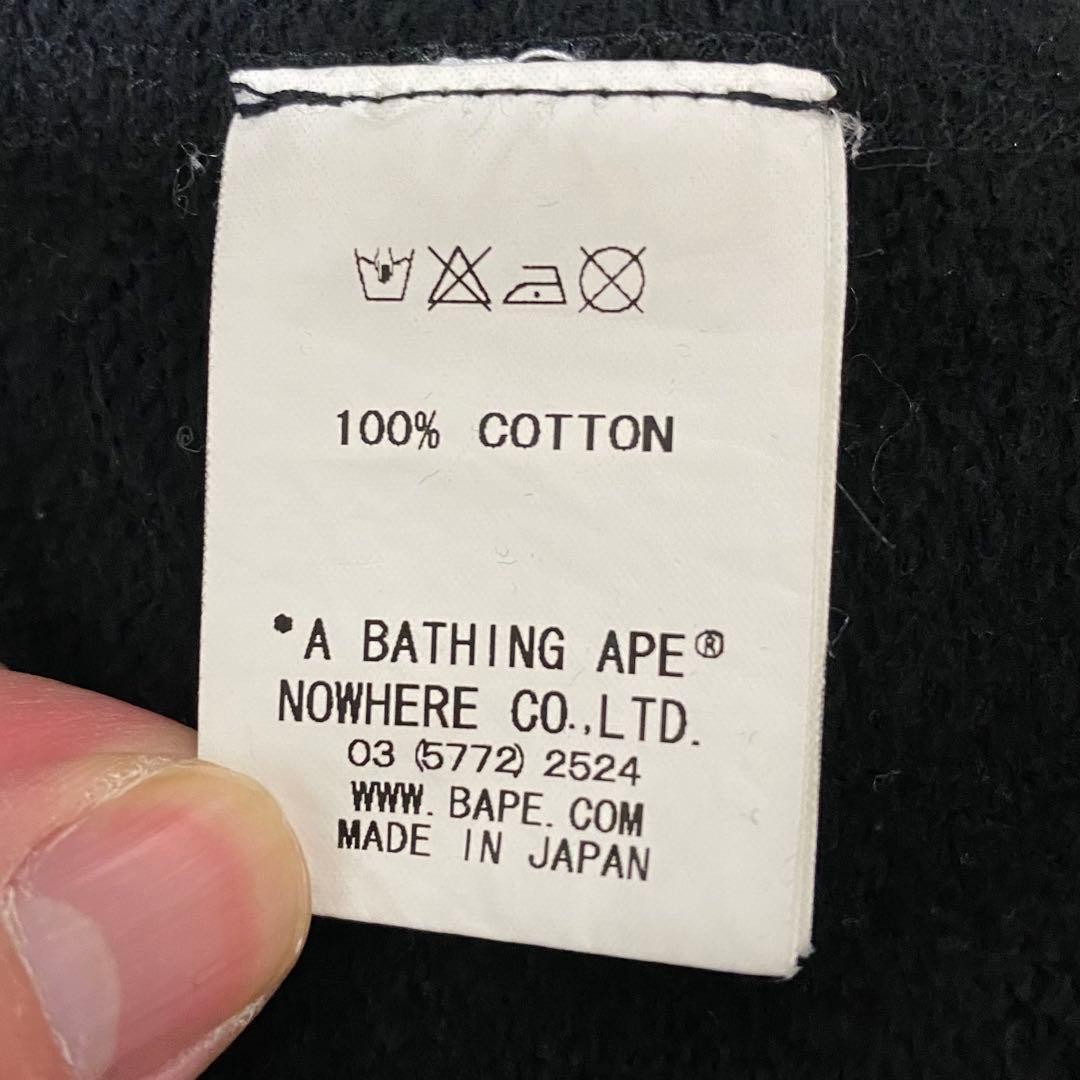 100% COTTON
*A BATHING APE®
NOWHERE CO.,LTD.
03 (5772) 2524
WWW. BAPE. COM
MADE IN JAPAN